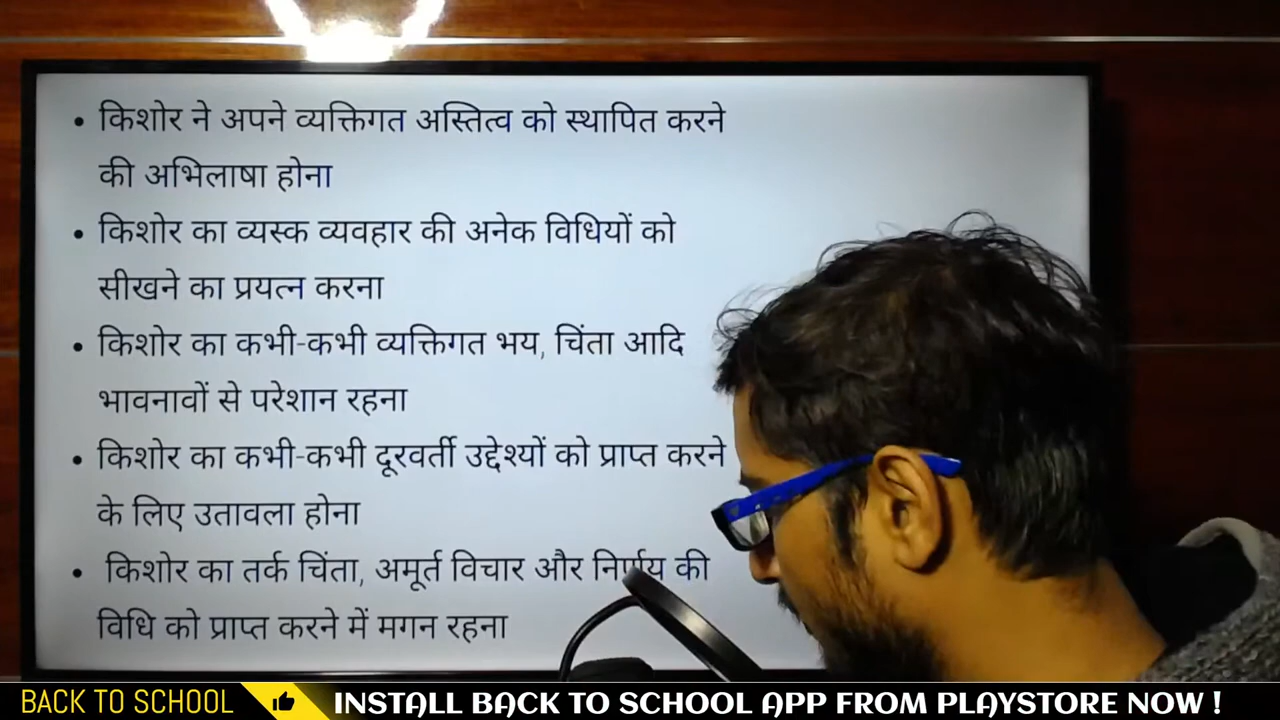 • किशोर ने अपने व्यक्तिगत अस्तित्व को स्थापित करने
की अभिलाषा होना
• किशोर का व्यस्क व्यवहार की अनेक विधियों को
सीखने का प्रयत्न करना
• किशोर का कभी-कभी व्यक्तिगत भय, चिंता आदि
भावनावों से परेशान रहना
• किशोर का कभी-कभी दूरवर्ती उद्देश्यों को प्राप्त करने
के लिए उतावला होना
• किशोर का तर्क चिंता, अमूर्त विचार और निर्णय की
विधि को प्राप्त करने में मगन रहना
BACK TO SCHOOL INSTALL BACK TO SCHOOL APP FROM PLAYSTORE NOW !